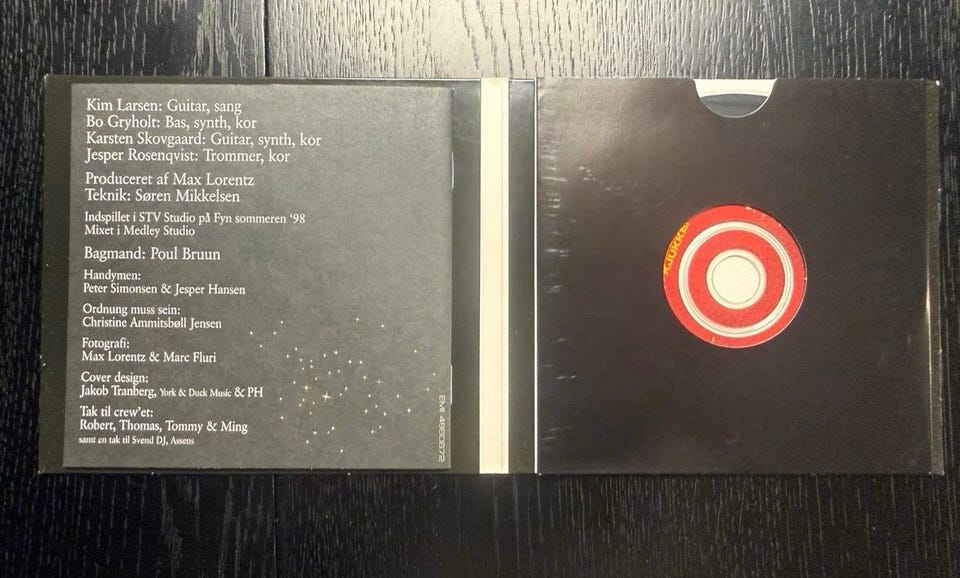 Kim Larsen: Guitar, sang
Bo Gryholt: Bas, synth, kor
Karsten Skovgaard: Guitar, synth, kor
Jesper Rosenqvist: Trommer, kor
Produceret af Max Lorentz
Teknik: Søren Mikkelsen
Indspillet i STV Studio på Fyn sommeren '98
Mixet i Medley Studio
Bagmand: Poul Bruun
Handymen:
Peter Simonsen & Jesper Hansen
Ordnung muss sein:
Christine Ammitsbøll Jensen
Fotografi:
Max Lorentz & Marc Fluri
Cover design:
Jakob Tranberg, York & Duck Music & PH
Tak til crew'et:
Robert, Thomas, Tommy & Ming
samt en tak til Svend DJ, Assens
KJUKKE